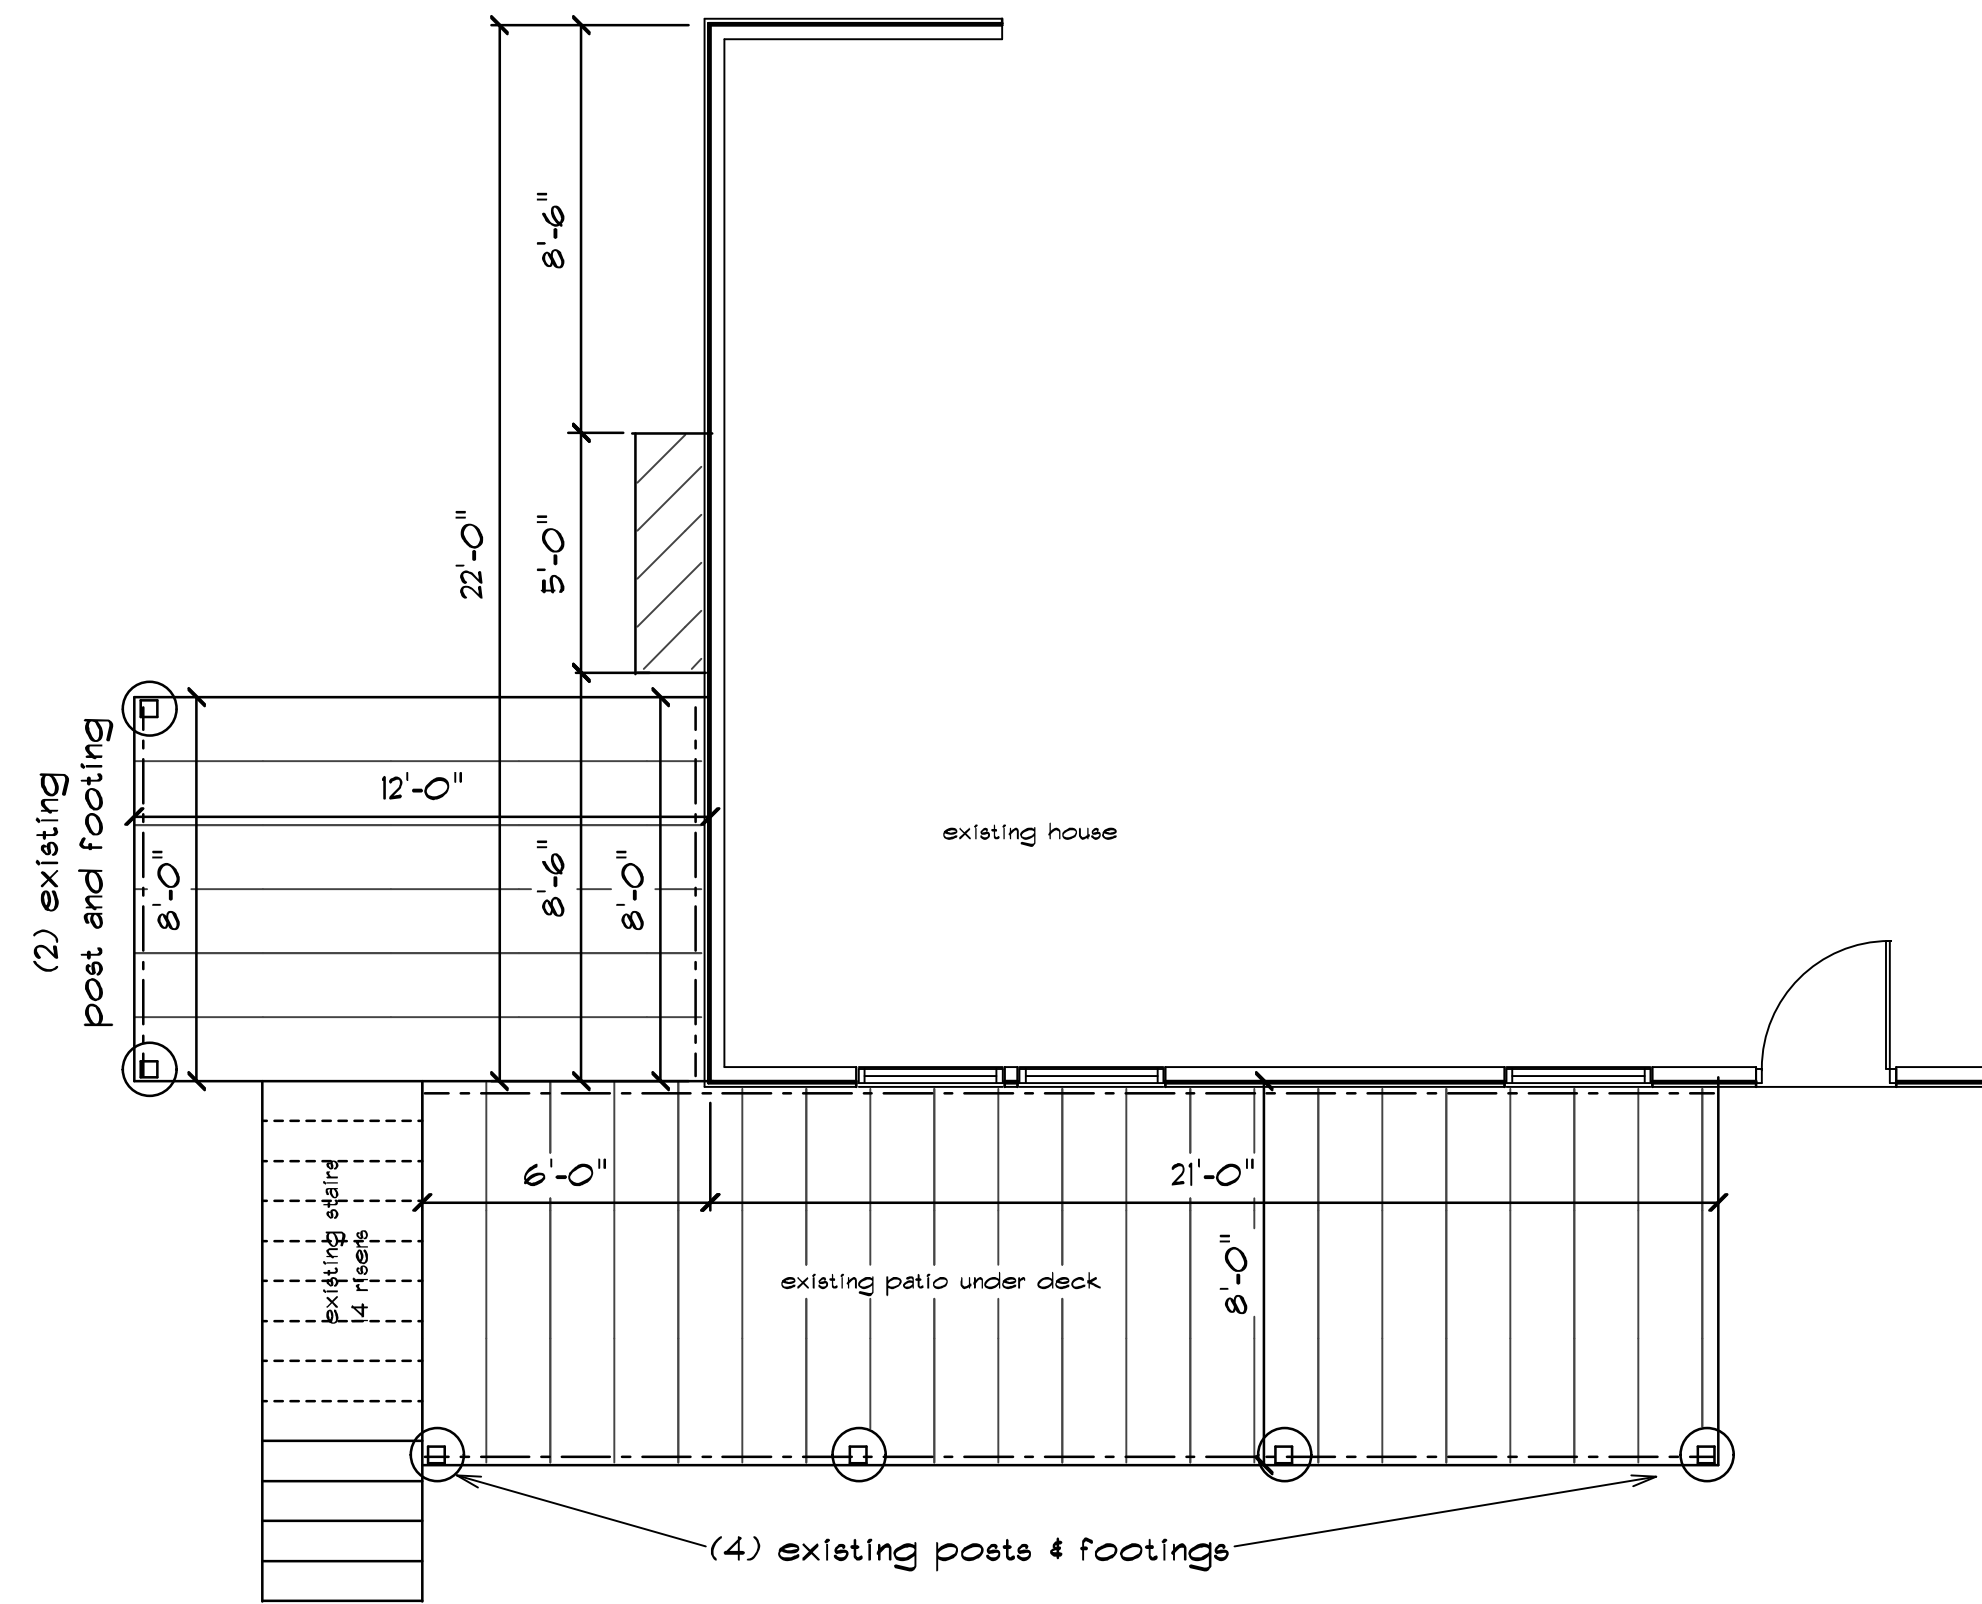 8'-6"
22'-0"
5'-0"
12'-0"
(2) existing
post and footing
8'-0"
8'-6"
8'-0"
existing house
6'-0"
21'-0"
existing stairs
14 risers
8'-0"
existing patio under deck
(4) existing posts & footings